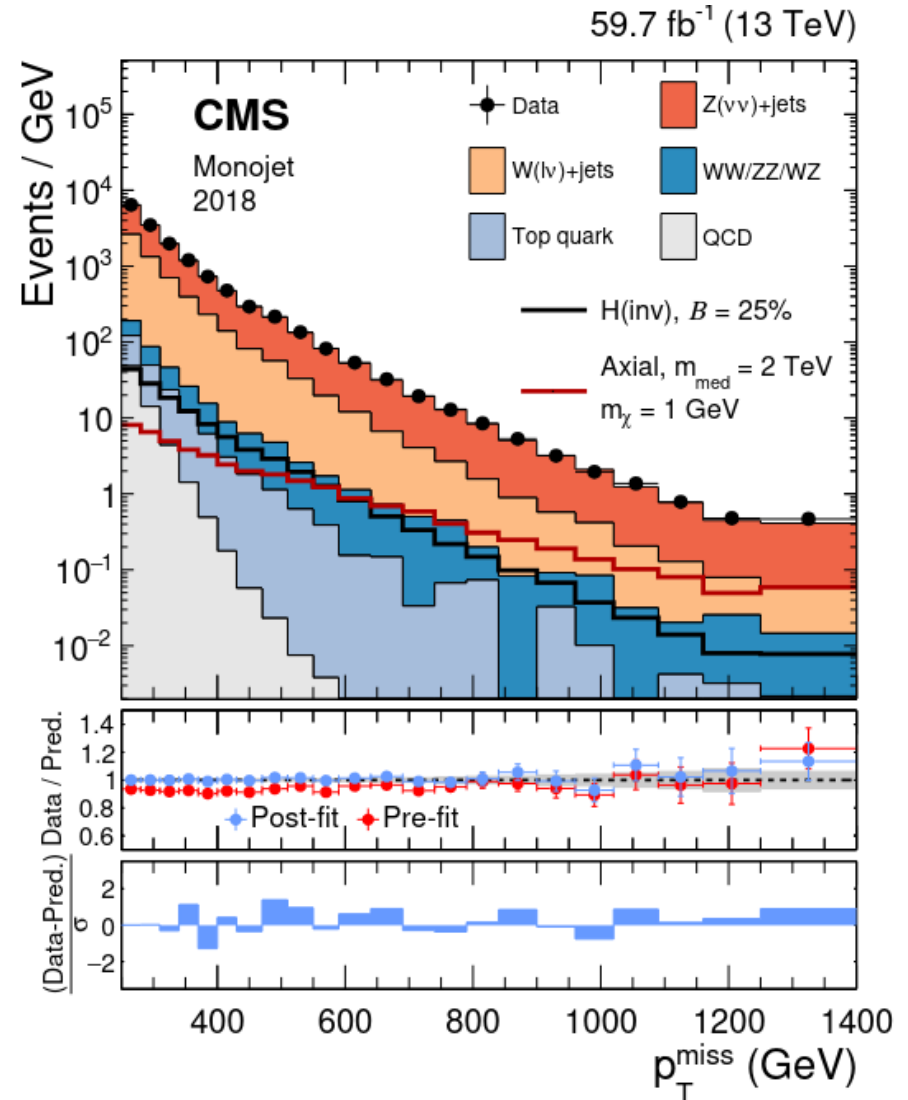 59.7 fb⁻¹ (13 TeV)
Events / GeV
10⁵
10⁴
10³
10²
10
1
10⁻¹
10⁻²
CMS
Monojet
2018
Data
Z(νν)+jets
W(lν)+jets
WW/ZZ/WZ
Top quark
QCD
H(inv), B = 25%
Axial, m_med = 2 TeV
m_χ = 1 GeV
Data / Pred.
1.4
1.2
1
0.8
0.6
Post-fit
Pre-fit
(Data-Pred.)
σ
2
0
−2
400 600 800 1000 1200 1400
p_T^miss (GeV)